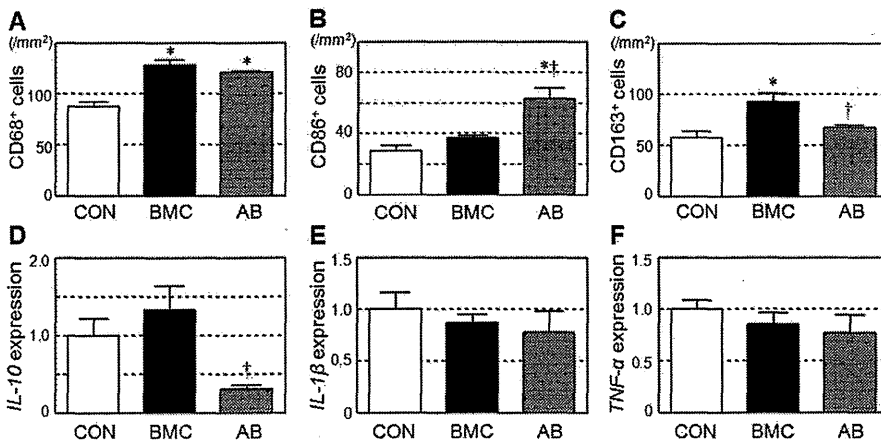 A
(/mm²)
CD68⁺ cells
100
50
0
*
*
CON BMC AB
B
(/mm²)
CD86⁺ cells
80
60
40
20
0
*†
CON BMC AB
C
(/mm²)
CD163⁺ cells
100
50
0
*
†
CON BMC AB
D
IL-10 expression
2.0
1.0
0
†
CON BMC AB
E
IL-1β expression
1.5
1.0
0.5
0
CON BMC AB
F
TNF-α expression
1.5
1.0
0.5
0
CON BMC AB